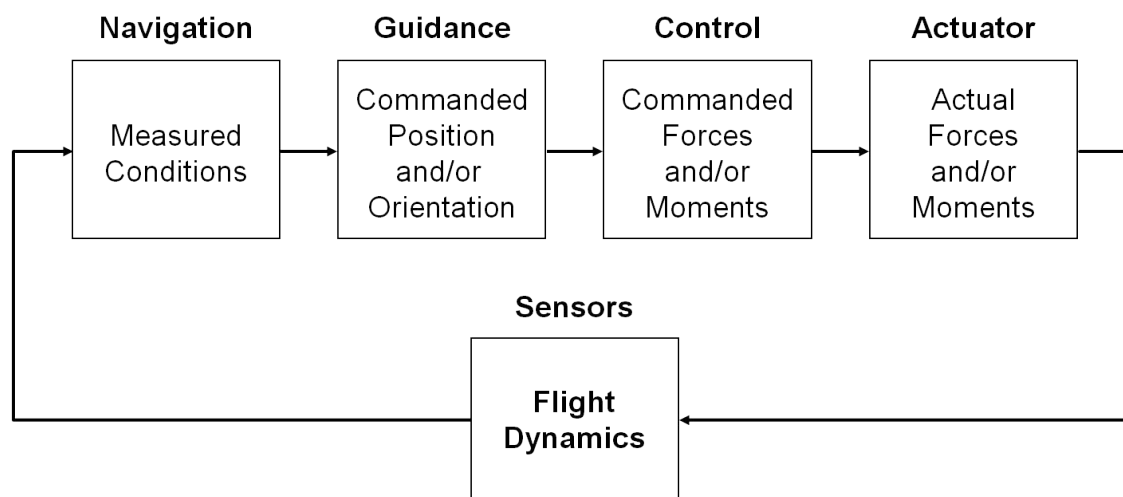 Navigation
Guidance
Control
Actuator
Measured
Conditions
Commanded
Position
and/or
Orientation
Commanded
Forces
and/or
Moments
Actual
Forces
and/or
Moments
Sensors
Flight
Dynamics